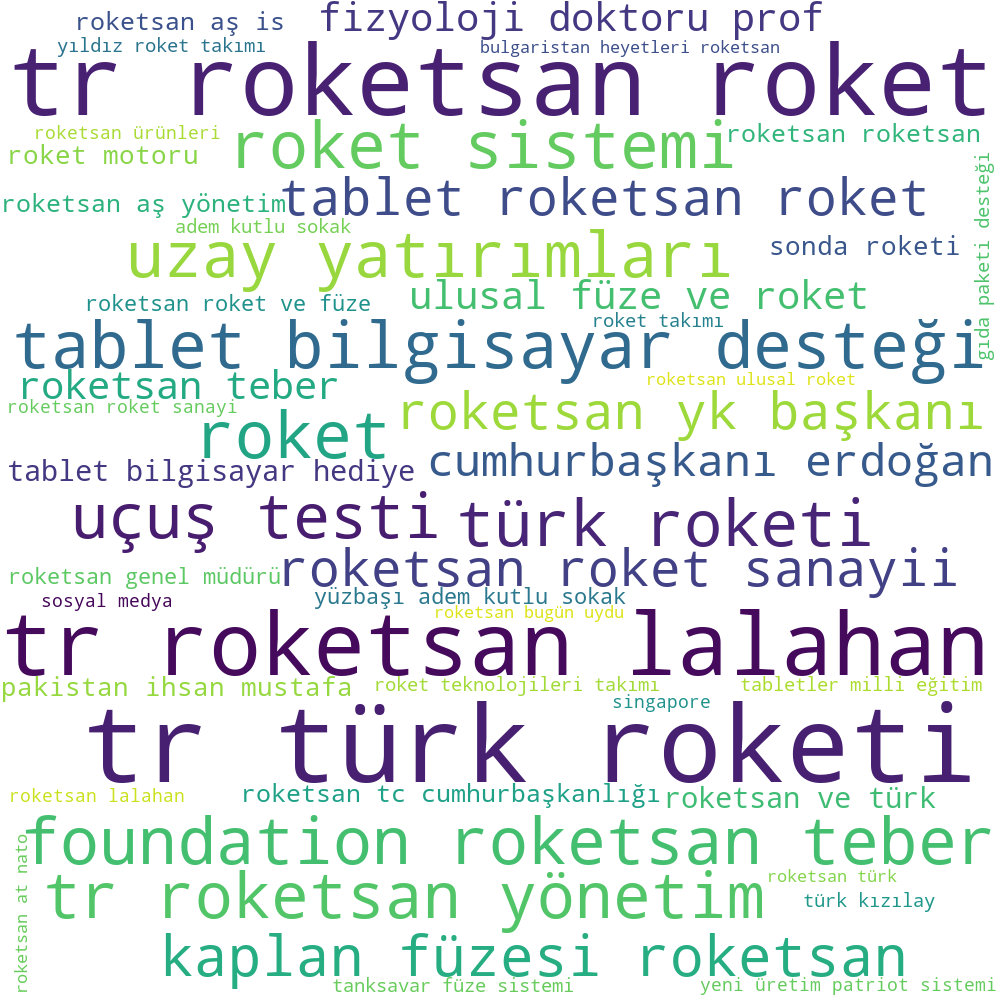 roketsan aş is
fizyoloji doktoru prof
yıldız roket takımı
bulgaristan heyetleri roketsan
tr roketsan roket
roketsan ürünleri
roket sistemi
roketsan roketsan
roket motoru
gıda paketi desteği
tablet roketsan roket
roketsan aş yönetim
adem kutlu sokak
uzay yatırımları
sonda roketi
ulusal füze ve roket
roketsan roket ve füze
roket takımı
tablet bilgisayar desteği
roketsan teber
roketsan ulusal roket
roketsan yk başkanı
roketsan roket sanayi
roket
cumhurbaşkanı erdoğan
tablet bilgisayar hediye
uçuş testi
türk roketi
roketsan roket sanayii
roketsan genel müdürü
yüzbaşı adem kutlu sokak
sosyal medya
roketsan bugün uydu
tr roketsan lalahan
pakistan ihsan mustafa
roket teknolojileri takımı
tabletler milli eğitim
singapore
tr türk roketi
roketsan lalahan
roketsan tc cumhurbaşkanlığı
roketsan ve türk
foundation roketsan teber
roketsan at nato
tr roketsan yönetim
roketsan türk
türk kızılay
kaplan füzesi roketsan
tanksavar füze sistemi
yeni üretim patriot sistemi